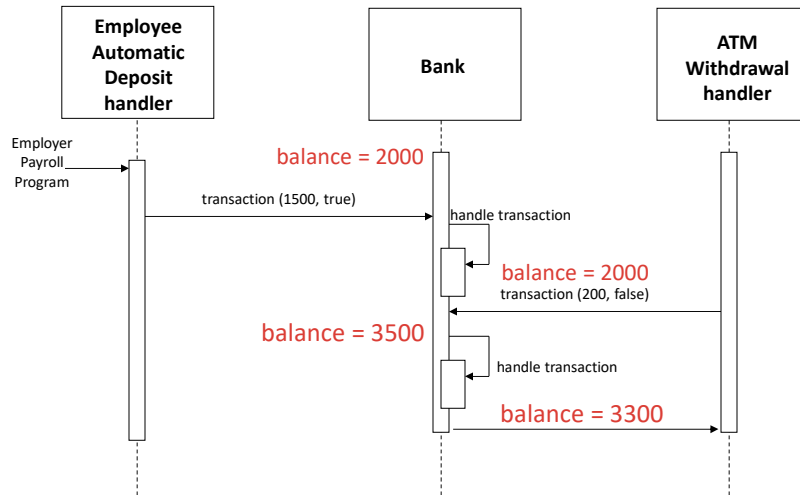 Employee
Automatic
Deposit
handler
Bank
ATM
Withdrawal
handler
Employer
Payroll
Program
balance = 2000
transaction (1500, true)
handle transaction
balance = 2000
transaction (200, false)
balance = 3500
handle transaction
balance = 3300